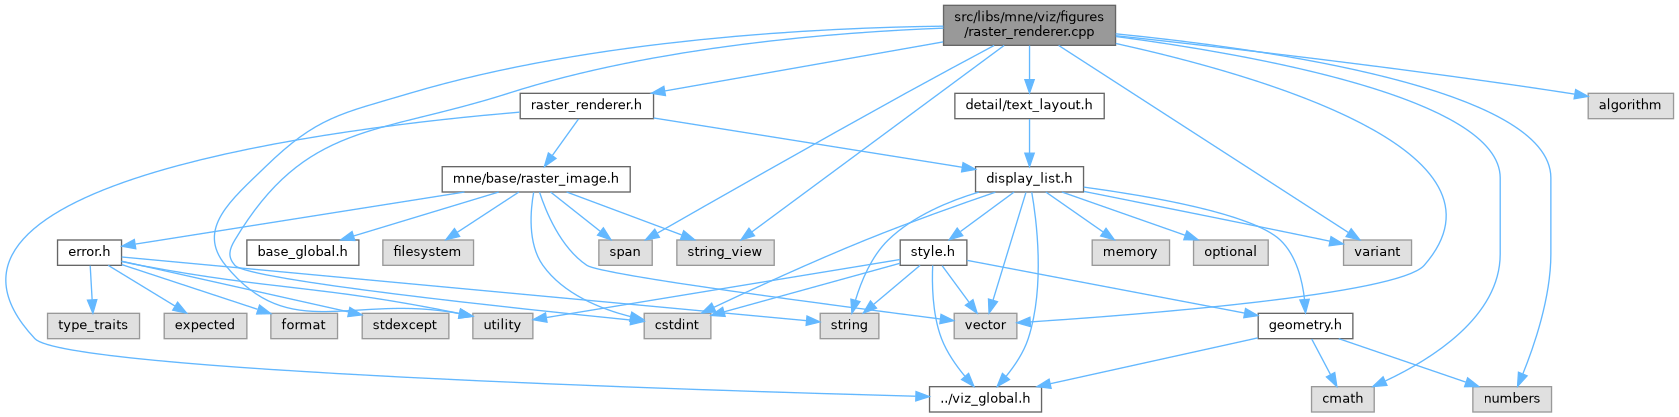 src/libs/mne/viz/figures
/raster_renderer.cpp
raster_renderer.h
detail/text_layout.h
algorithm
mne/base/raster_image.h
display_list.h
error.h
base_global.h
filesystem
span
string_view
style.h
memory
optional
variant
type_traits
expected
format
stdexcept
utility
cstdint
string
vector
geometry.h
../viz_global.h
cmath
numbers